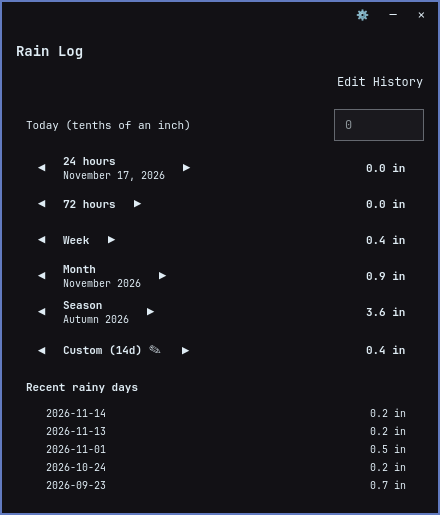 Rain Log
Edit History
Today (tenths of an inch) 0
◀ 24 hours ▶ 0.0 in
November 17, 2026
◀ 72 hours ▶ 0.0 in
◀ Week ▶ 0.4 in
◀ Month ▶ 0.9 in
November 2026
◀ Season ▶ 3.6 in
Autumn 2026
◀ Custom (14d) ✎ ▶ 0.4 in
Recent rainy days
2026-11-14 0.2 in
2026-11-13 0.2 in
2026-11-01 0.5 in
2026-10-24 0.2 in
2026-09-23 0.7 in